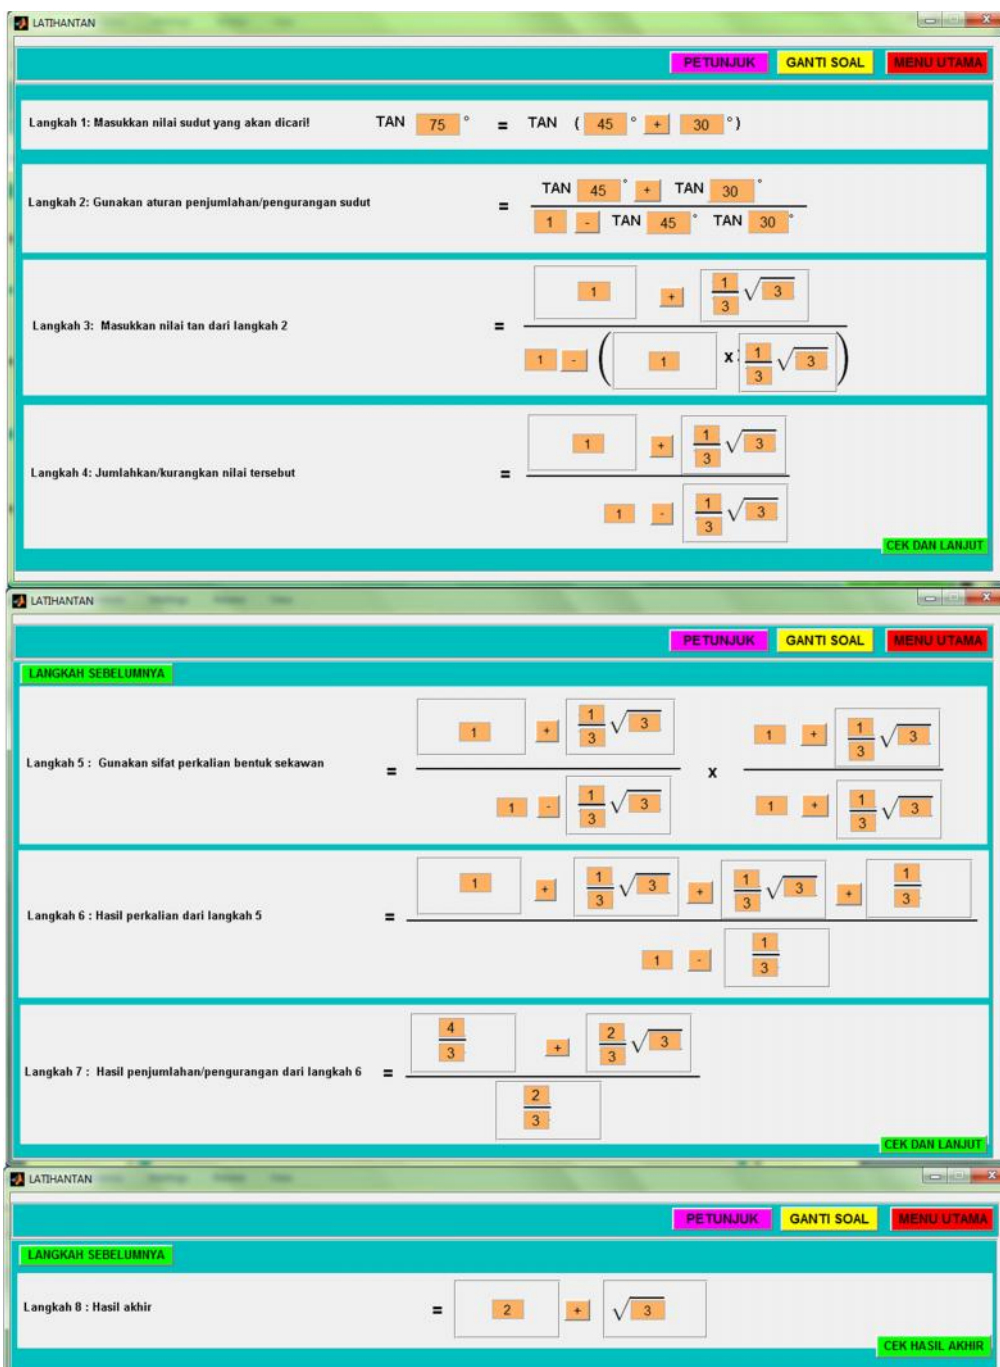 LATIHANTAN
PETUNJUK GANTI SOAL MENU UTAMA
Langkah 1: Masukkan nilai sudut yang akan dicari! TAN 75 ° = TAN ( 45 ° + 30 ° )
Langkah 2: Gunakan aturan penjumlahan/pengurangan sudut =
TAN 45 ° + TAN 30 °
1 - TAN 45 ° TAN 30 °
Langkah 3: Masukkan nilai tan dari langkah 2 =
1 + 1/3 √ 3
1 - ( 1 x 1/3 √ 3 )
Langkah 4: Jumlahkan/kurangkan nilai tersebut =
1 + 1/3 √ 3
1 - 1/3 √ 3
CEK DAN LANJUT
LATIHANTAN
PETUNJUK GANTI SOAL MENU UTAMA
LANGKAH SEBELUMNYA
Langkah 5 : Gunakan sifat perkalian bentuk sekawan =
1 + 1/3 √ 3 x 1 + 1/3 √ 3
1 - 1/3 √ 3 1 + 1/3 √ 3
Langkah 6 : Hasil perkalian dari langkah 5 =
1 + 1/3 √ 3 + 1/3 √ 3 + 1/3
1 - 1/3
Langkah 7 : Hasil penjumlahan/pengurangan dari langkah 6 =
4/3 + 2/3 √ 3
2/3
CEK DAN LANJUT
LATIHANTAN
PETUNJUK GANTI SOAL MENU UTAMA
LANGKAH SEBELUMNYA
Langkah 8 : Hasil akhir = 2 + √ 3
CEK HASIL AKHIR